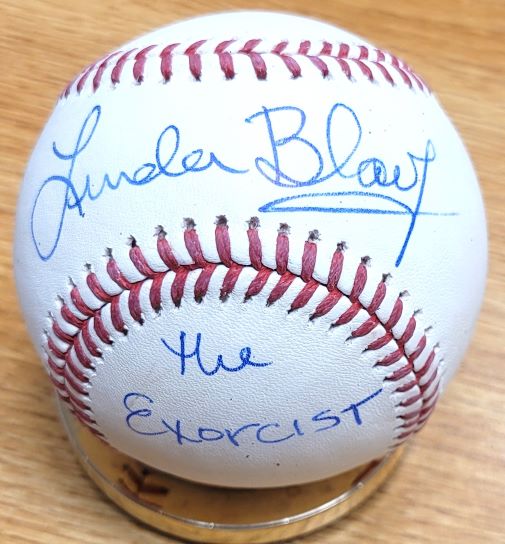 Linda Blair
the
Exorcist